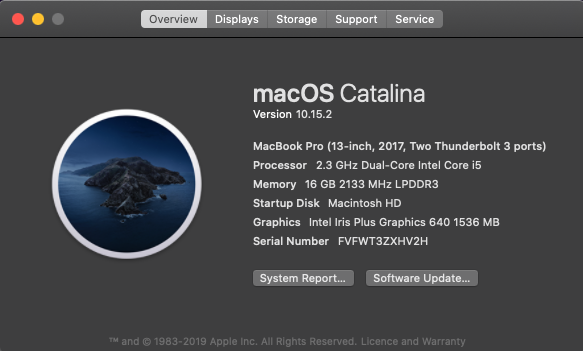 Overview Displays Storage Support Service
macOS Catalina
Version 10.15.2
MacBook Pro (13-inch, 2017, Two Thunderbolt 3 ports)
Processor 2.3 GHz Dual-Core Intel Core i5
Memory 16 GB 2133 MHz LPDDR3
Startup Disk Macintosh HD
Graphics Intel Iris Plus Graphics 640 1536 MB
Serial Number FVFWT3ZXHV2H
System Report... Software Update...
™ and © 1983-2019 Apple Inc. All Rights Reserved. Licence and Warranty